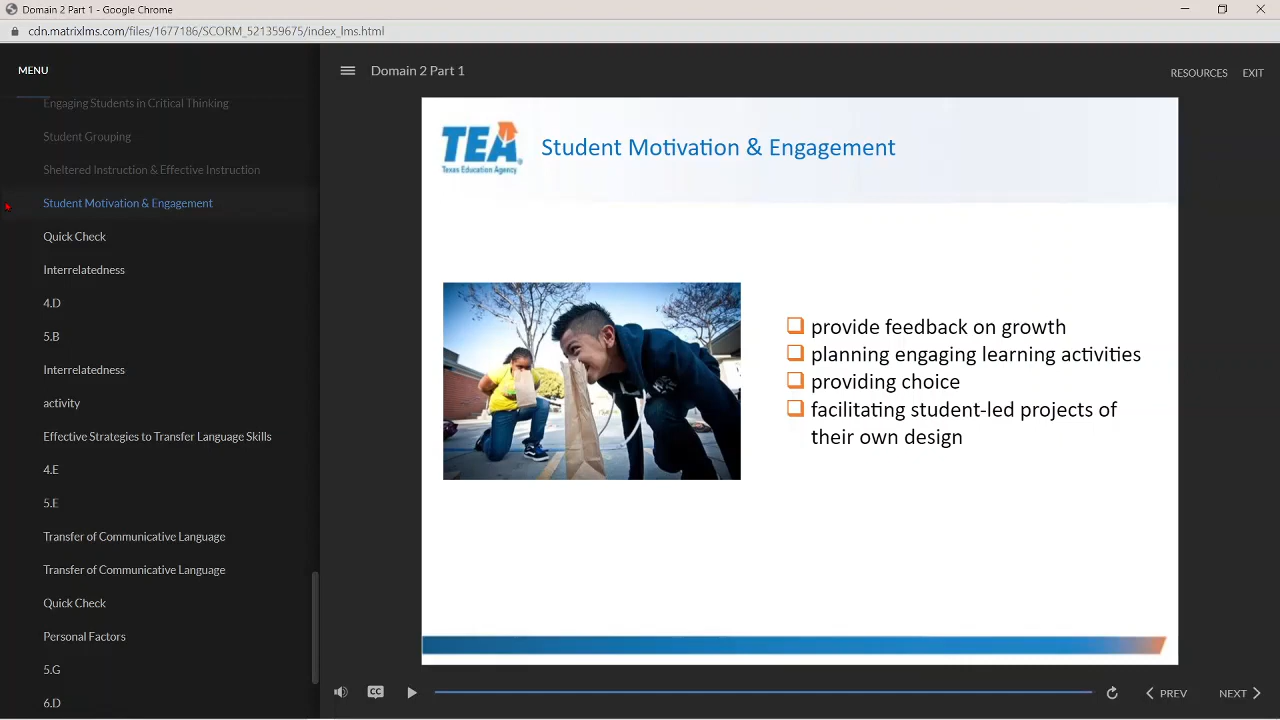 Domain 2 Part 1 - Google Chrome
cdn.matrixlms.com/files/1677186/SCORM_521359675/index_lms.html
MENU
Engaging Students in Critical Thinking
Student Grouping
Sheltered Instruction & Effective Instruction
Student Motivation & Engagement
Quick Check
Interrelatedness
4.D
5.B
Interrelatedness
activity
Effective Strategies to Transfer Language Skills
4.E
5.E
Transfer of Communicative Language
Transfer of Communicative Language
Quick Check
Personal Factors
5.G
6.D
Domain 2 Part 1
RESOURCES
EXIT
TEA
Texas Education Agency
Student Motivation & Engagement
provide feedback on growth
planning engaging learning activities
providing choice
facilitating student-led projects of
their own design
CC
PREV
NEXT